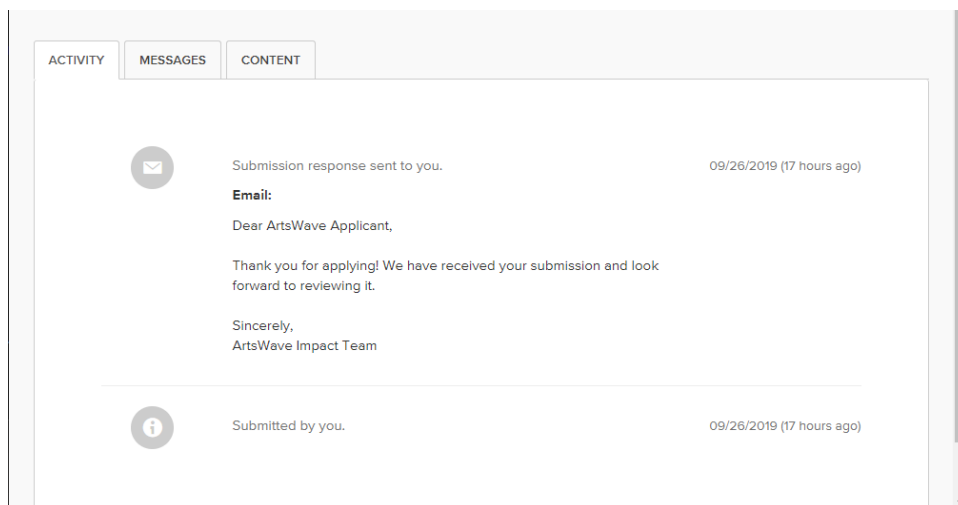 ACTIVITY MESSAGES CONTENT
Submission response sent to you. 09/26/2019 (17 hours ago)
Email:
Dear ArtsWave Applicant,
Thank you for applying! We have received your submission and look
forward to reviewing it.
Sincerely,
ArtsWave Impact Team
Submitted by you. 09/26/2019 (17 hours ago)